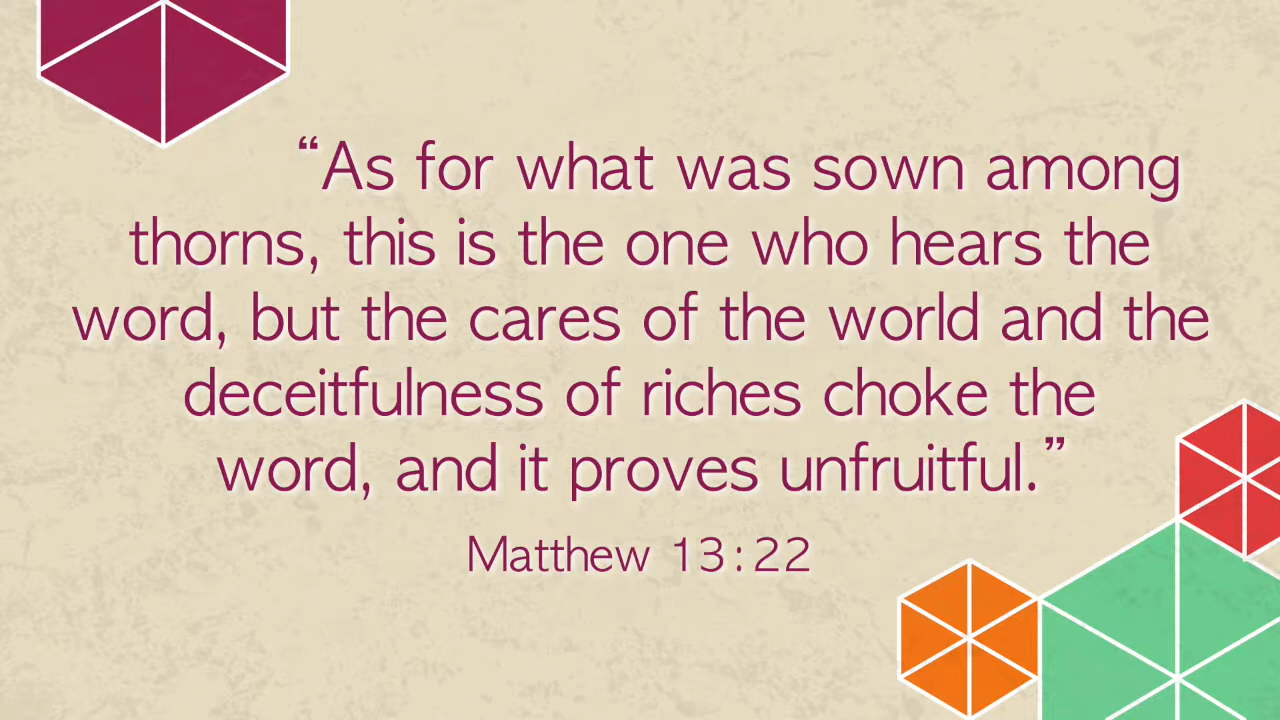 “As for what was sown among
thorns, this is the one who hears the
word, but the cares of the world and the
deceitfulness of riches choke the
word, and it proves unfruitful.”
Matthew 13:22